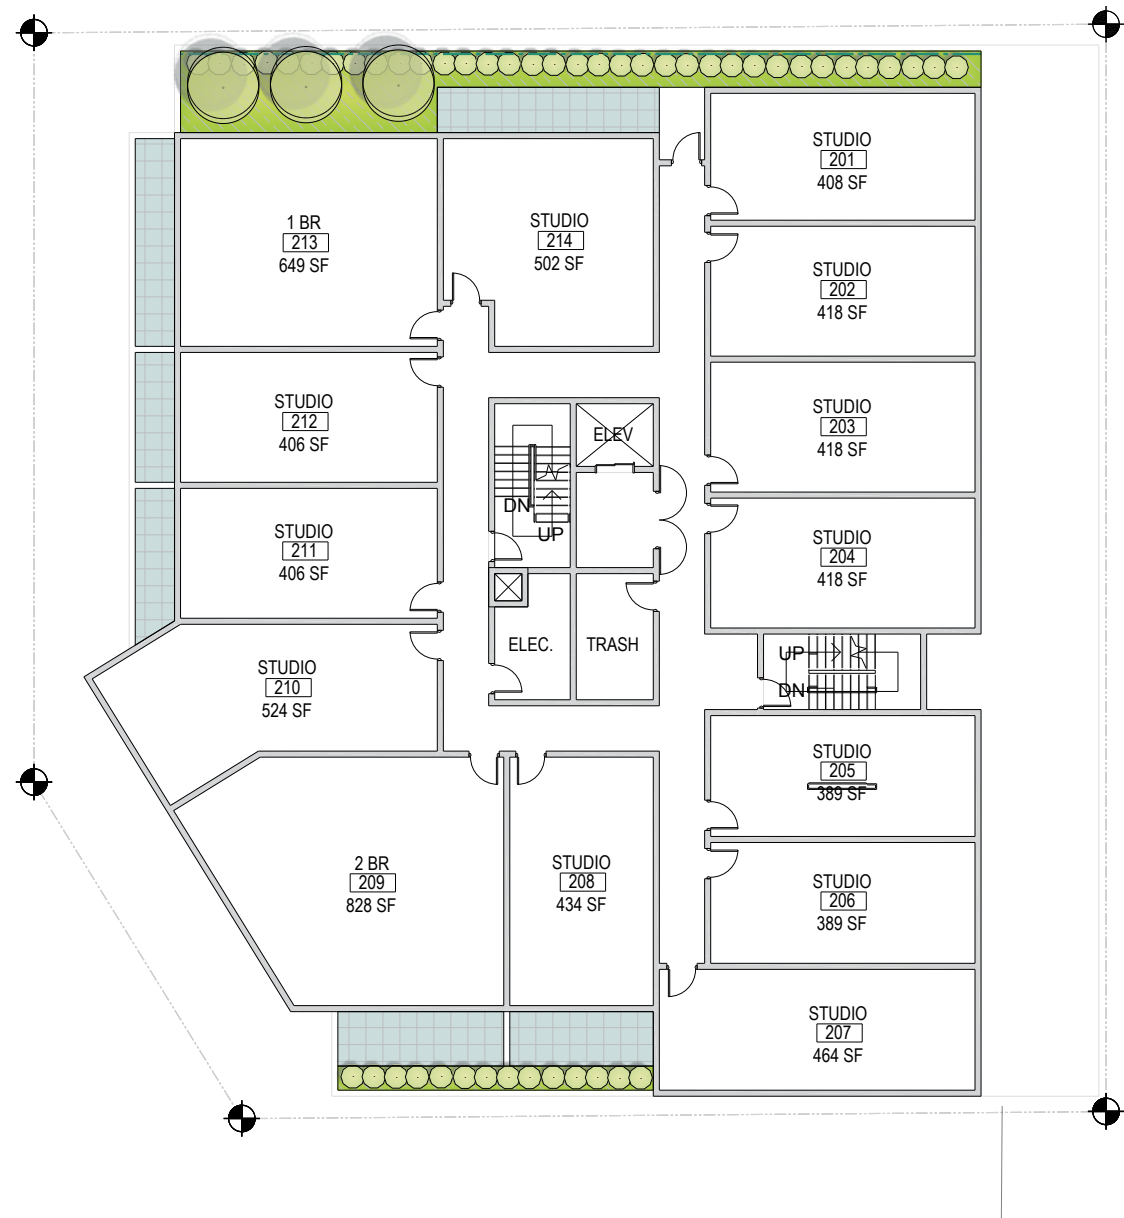 STUDIO
201
408 SF
1 BR
213
649 SF
STUDIO
214
502 SF
STUDIO
202
418 SF
STUDIO
212
406 SF
ELEV
STUDIO
203
418 SF
DN
UP
STUDIO
211
406 SF
STUDIO
204
418 SF
ELEC.
TRASH
UP
DN
STUDIO
210
524 SF
STUDIO
205
389 SF
2 BR
209
828 SF
STUDIO
208
434 SF
STUDIO
206
389 SF
STUDIO
207
464 SF